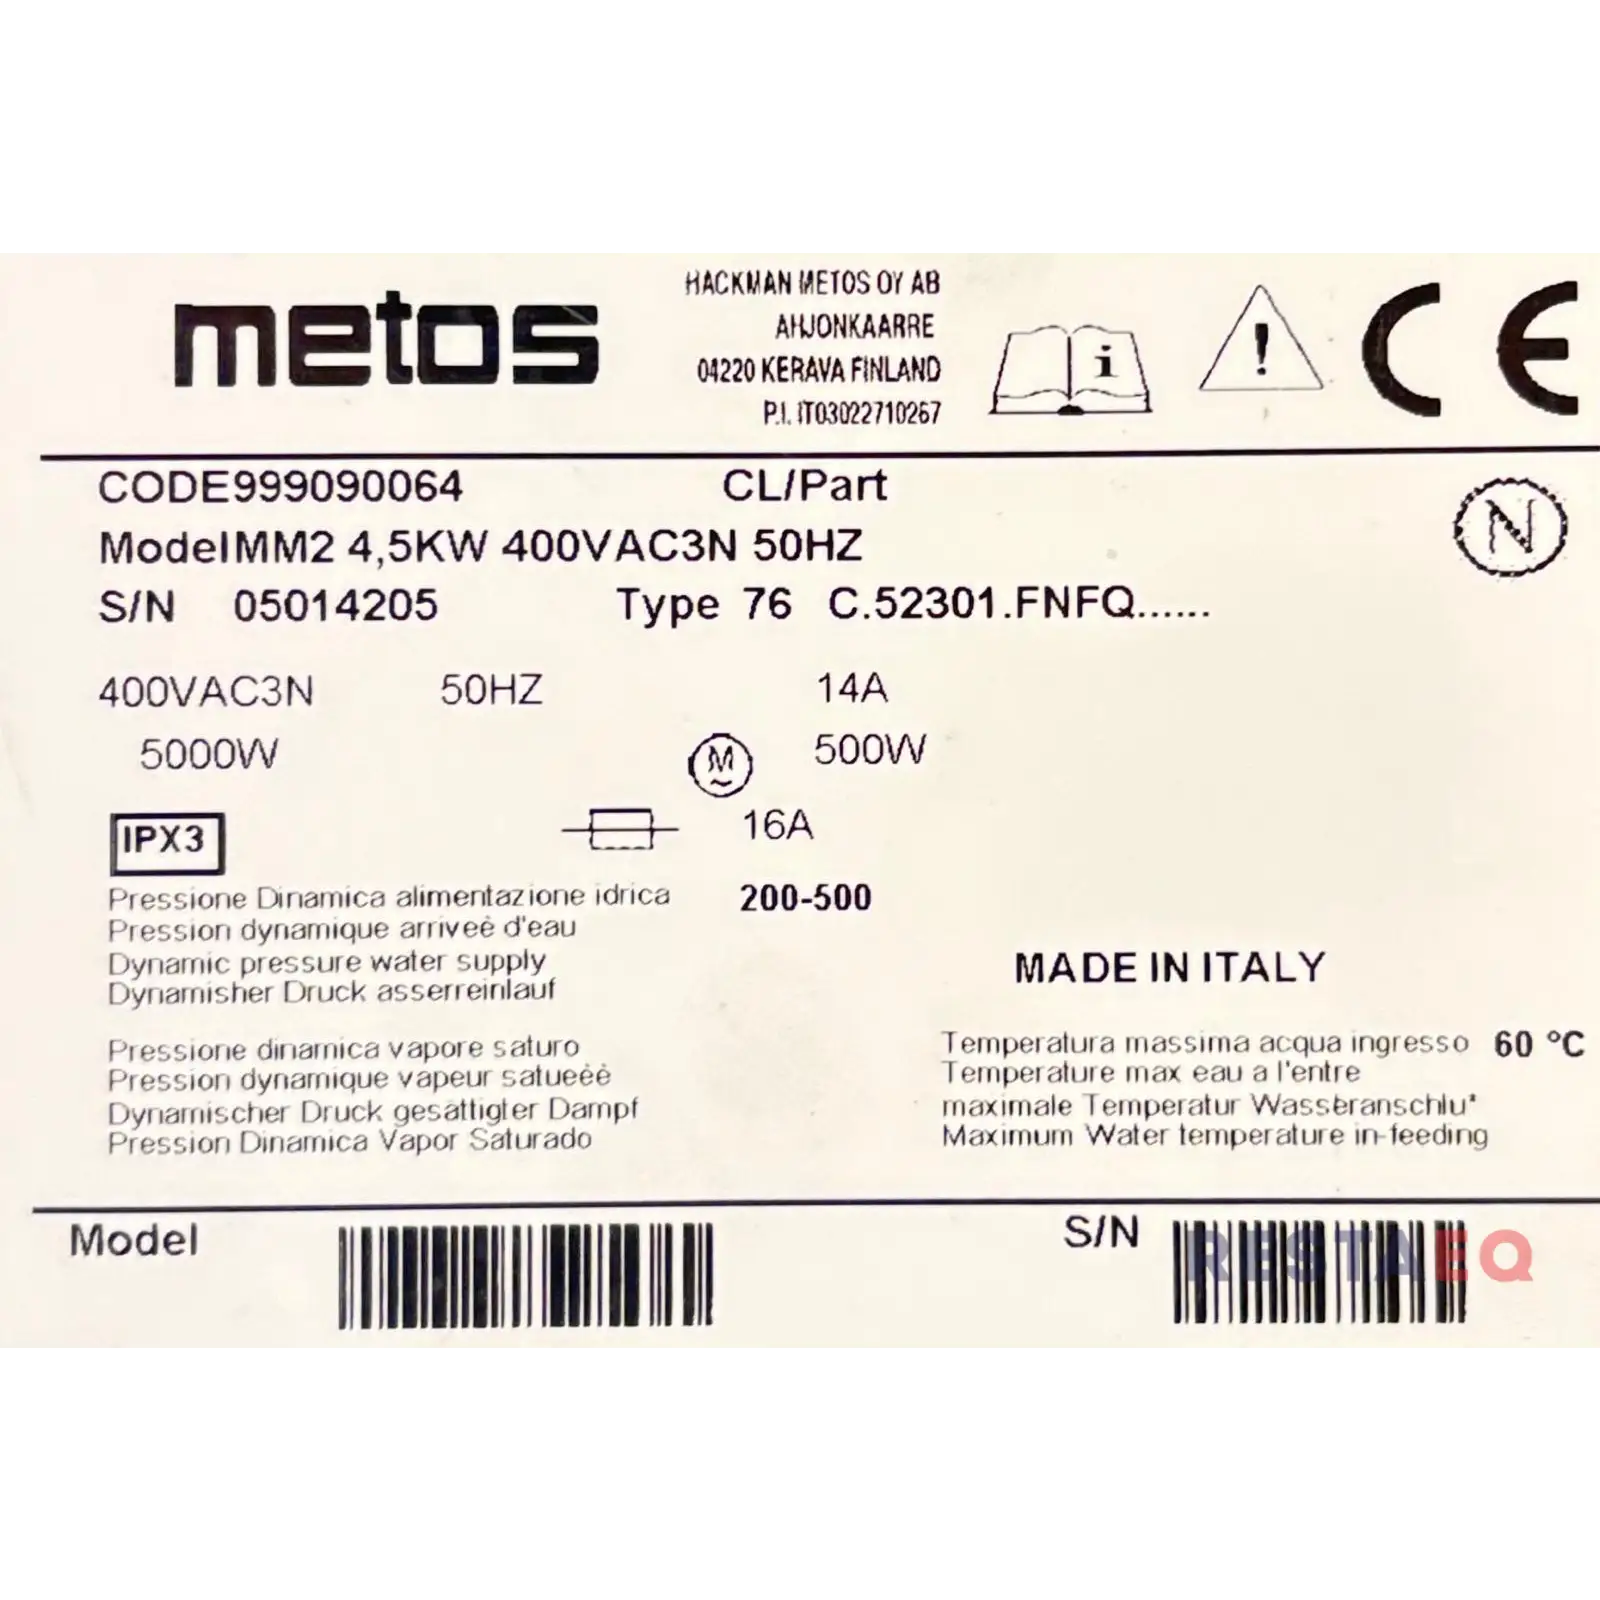 metos
HACKMAN METOS OY AB
AHJONKAARRE
04220 KERAVA FINLAND
P.I. IT03022710267
i
!
CE
CODE999090064 CL/Part
N
ModelMM2 4,5KW 400VAC3N 50HZ
S/N 05014205 Type 76 C.52301.FNFQ......
400VAC3N 50HZ 14A
5000W M 500W
IPX3 16A
Pressione Dinamica alimentazione idrica 200-500
Pression dynamique arriveè d'eau
Dynamic pressure water supply
Dynamisher Druck asserreinlauf
MADE IN ITALY
Pressione dinamica vapore saturo
Pression dynamique vapeur satueèè
Dynamischer Druck gesättigter Dampf
Pression Dinamica Vapor Saturado
Temperatura massima acqua ingresso 60 °C
Temperature max eau a l'entre
maximale Temperatur Wasseranschlu*
Maximum Water temperature in-feeding
Model S/N
RESTAEQ